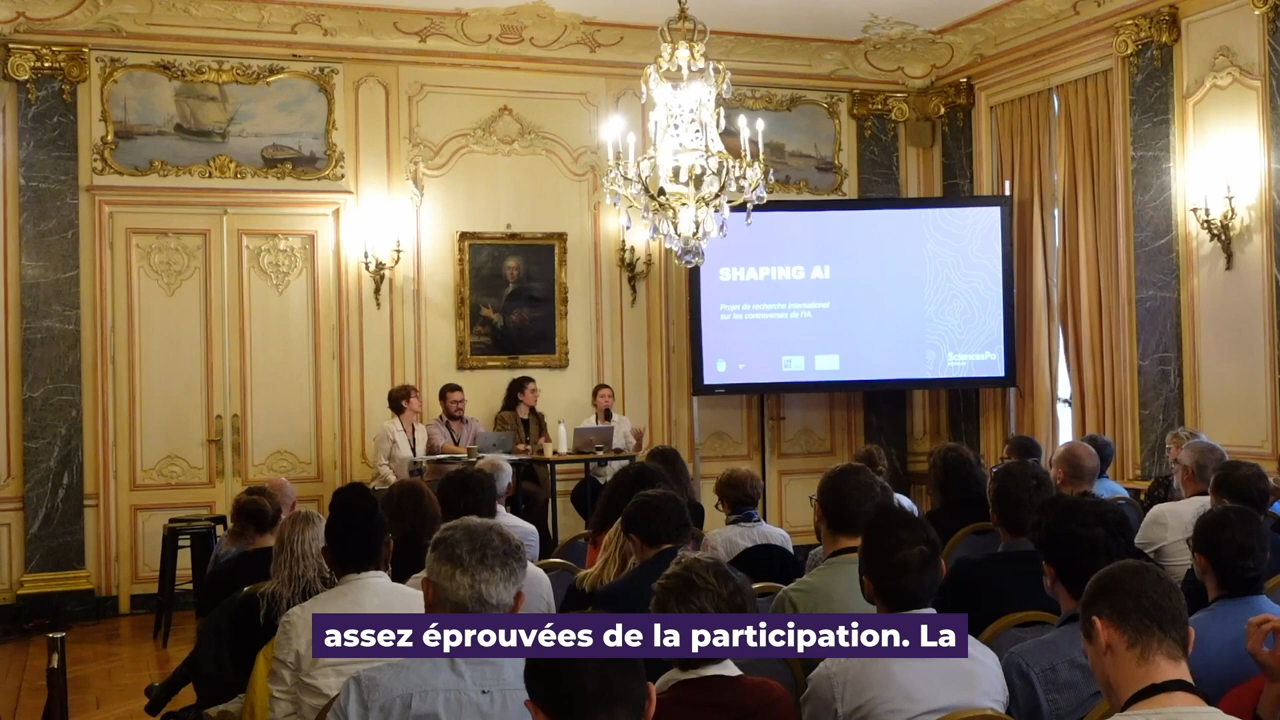 SHAPING AI
Projet de recherche international
sur les controverses de l'IA.
SciencesPo
assez éprouvées de la participation. La